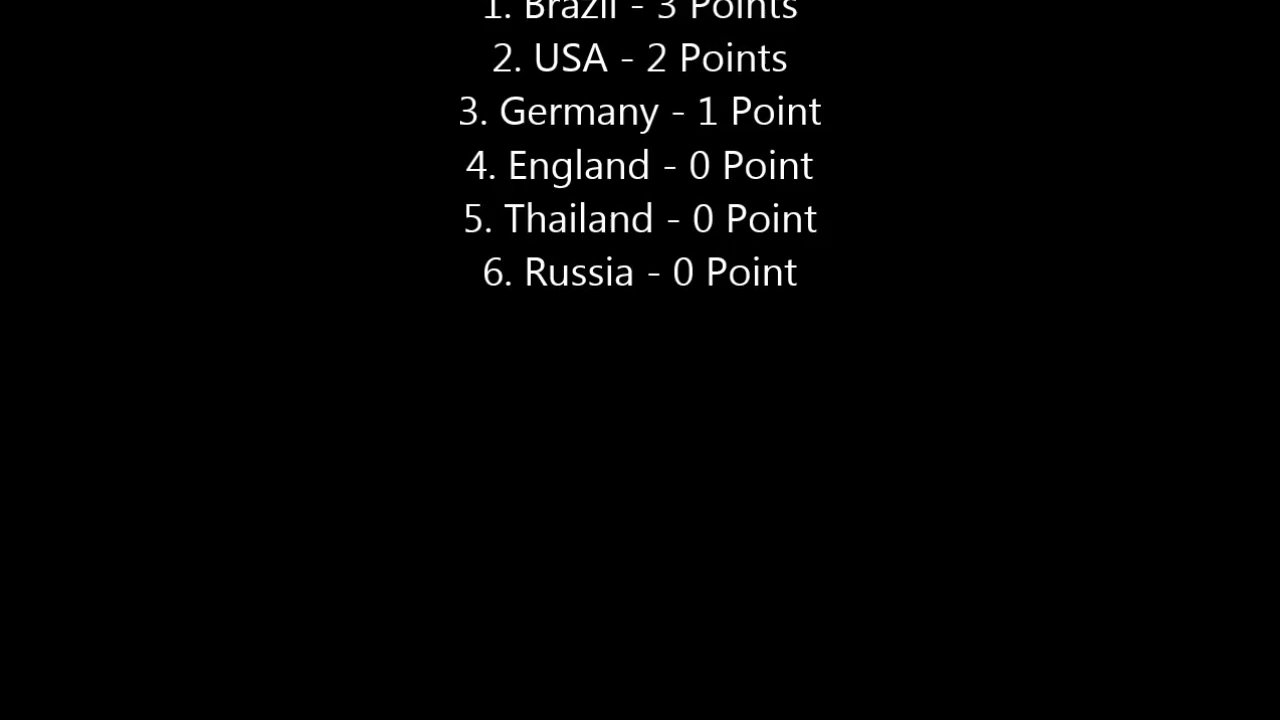 1. Brazil - 3 Points
2. USA - 2 Points
3. Germany - 1 Point
4. England - 0 Point
5. Thailand - 0 Point
6. Russia - 0 Point